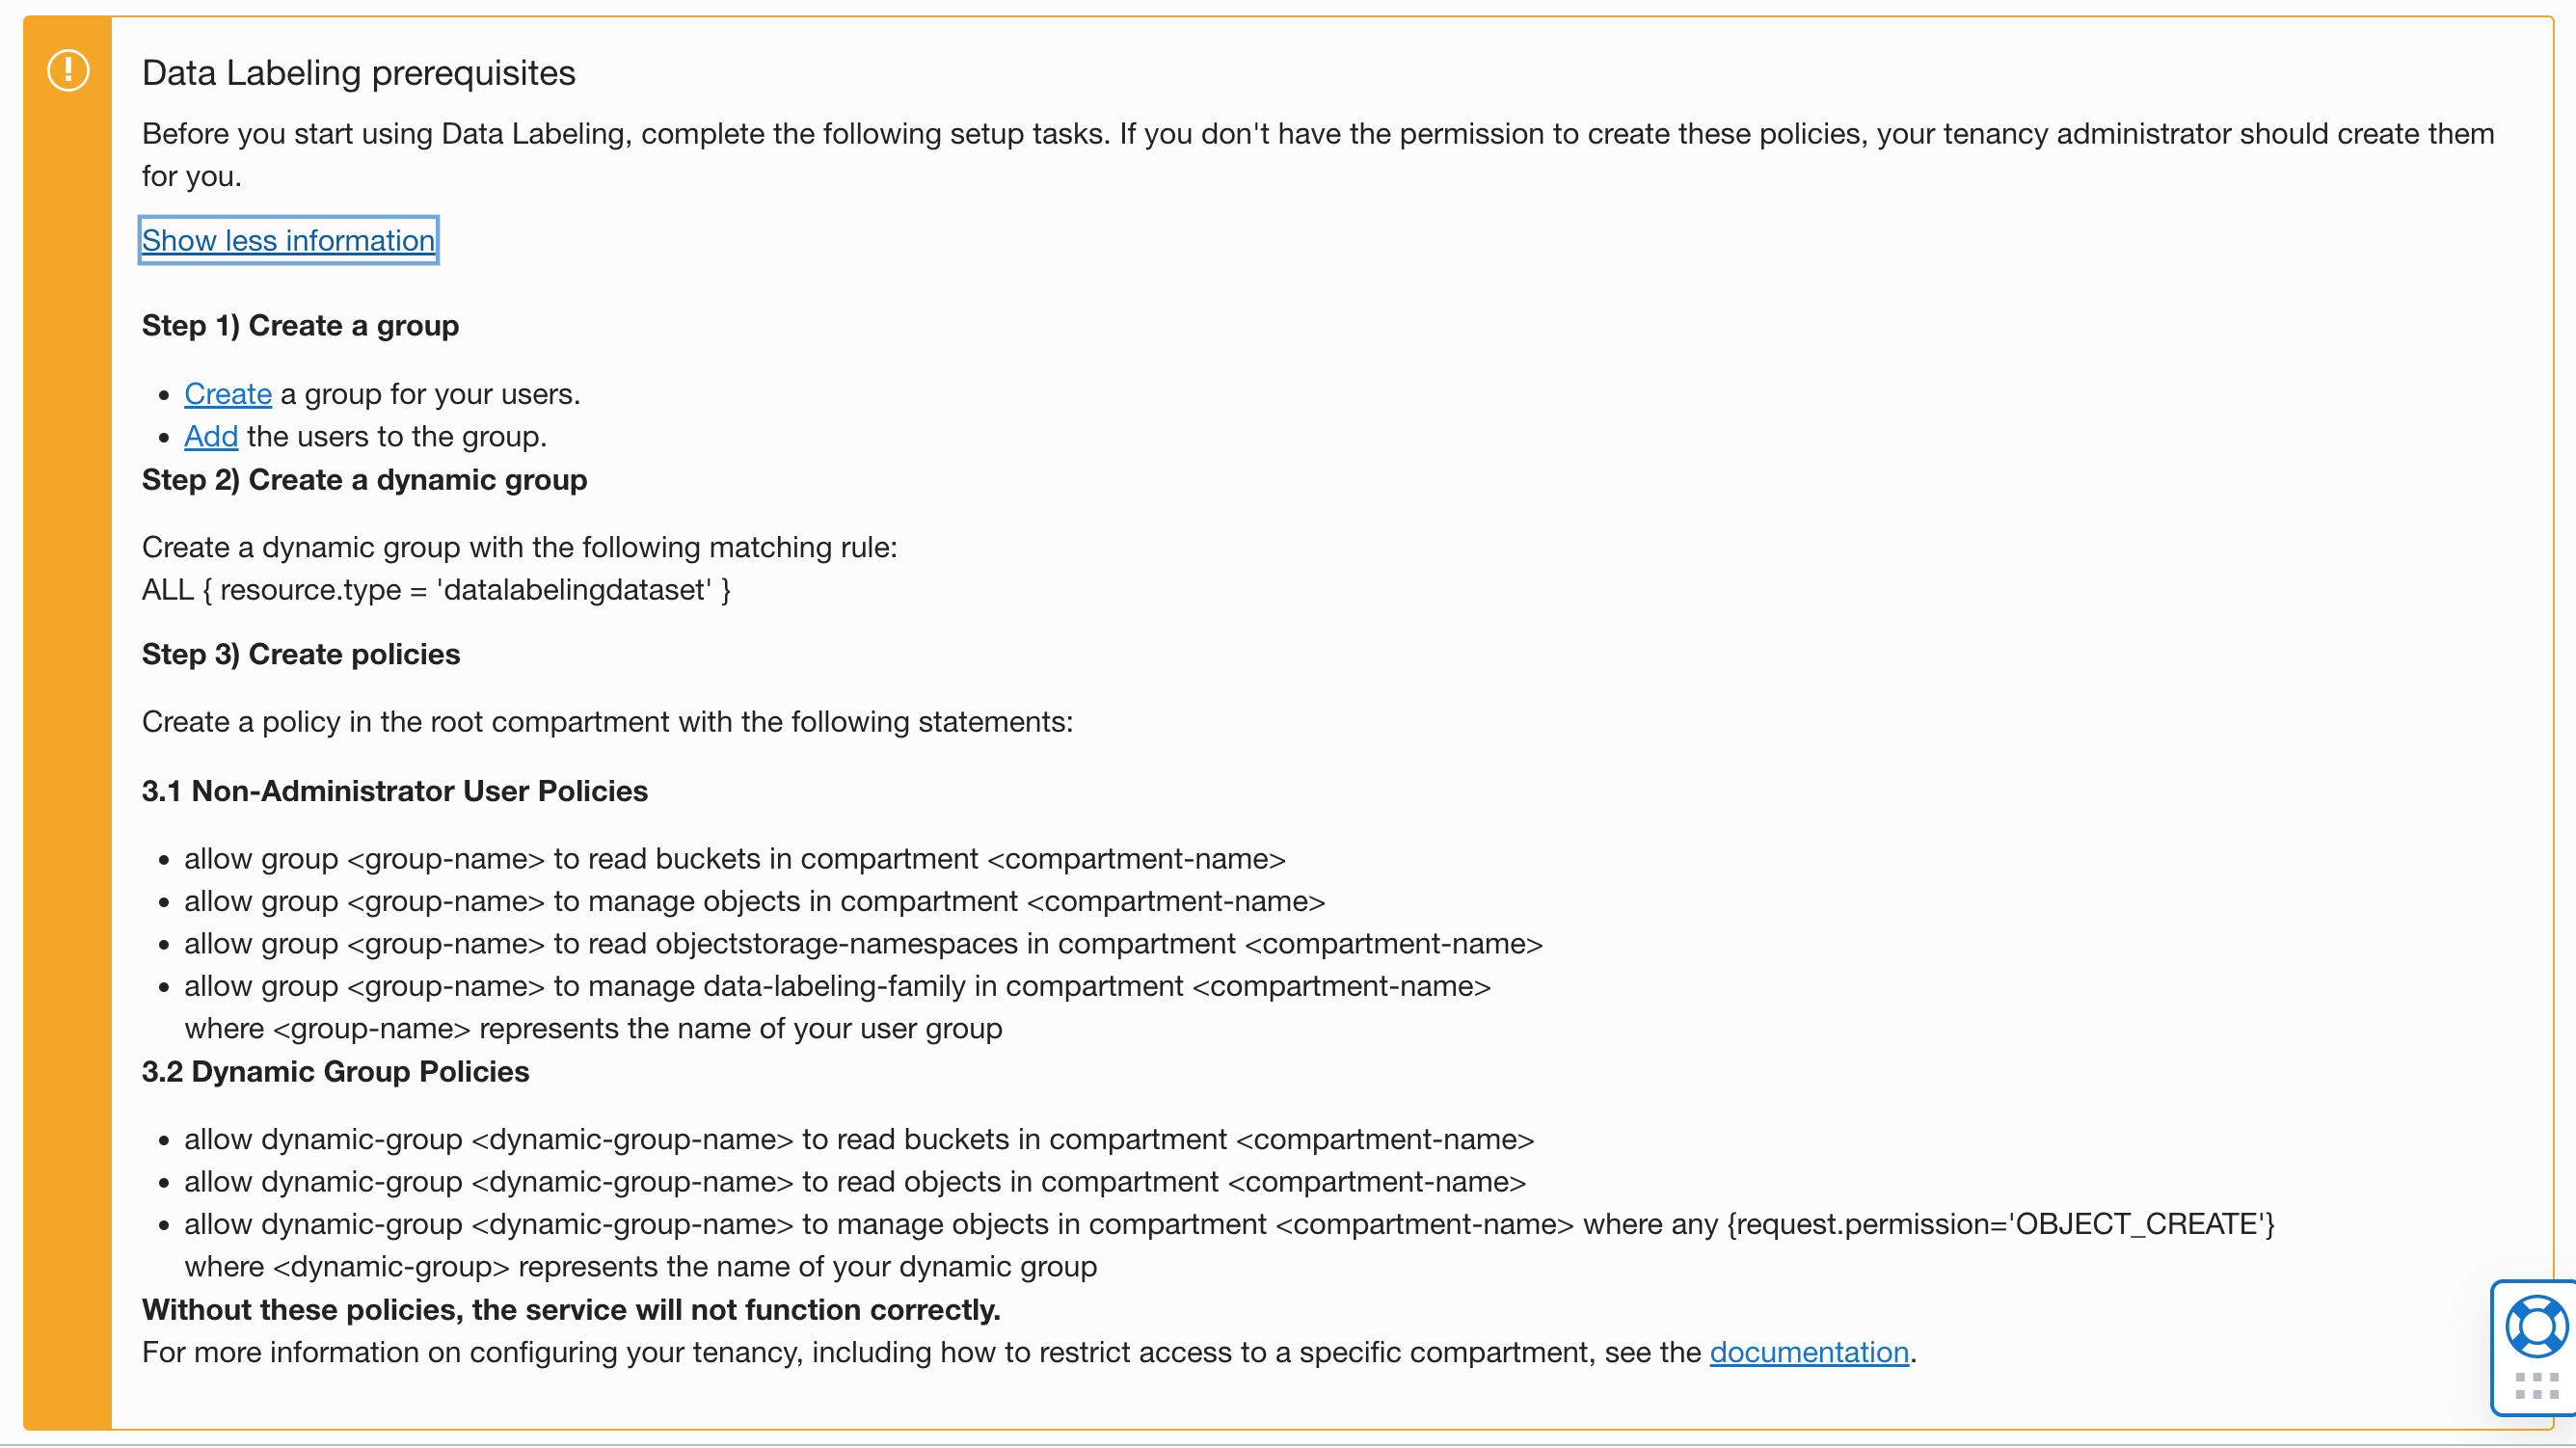 Data Labeling prerequisites
Before you start using Data Labeling, complete the following setup tasks. If you don't have the permission to create these policies, your tenancy administrator should create them
for you.
Show less information
Step 1) Create a group
• Create a group for your users.
• Add the users to the group.
Step 2) Create a dynamic group
Create a dynamic group with the following matching rule:
ALL { resource.type = 'datalabelingdataset' }
Step 3) Create policies
Create a policy in the root compartment with the following statements:
3.1 Non-Administrator User Policies
• allow group <group-name> to read buckets in compartment <compartment-name>
• allow group <group-name> to manage objects in compartment <compartment-name>
• allow group <group-name> to read objectstorage-namespaces in compartment <compartment-name>
• allow group <group-name> to manage data-labeling-family in compartment <compartment-name>
where <group-name> represents the name of your user group
3.2 Dynamic Group Policies
• allow dynamic-group <dynamic-group-name> to read buckets in compartment <compartment-name>
• allow dynamic-group <dynamic-group-name> to read objects in compartment <compartment-name>
• allow dynamic-group <dynamic-group-name> to manage objects in compartment <compartment-name> where any {request.permission='OBJECT_CREATE'}
where <dynamic-group> represents the name of your dynamic group
Without these policies, the service will not function correctly.
For more information on configuring your tenancy, including how to restrict access to a specific compartment, see the documentation.